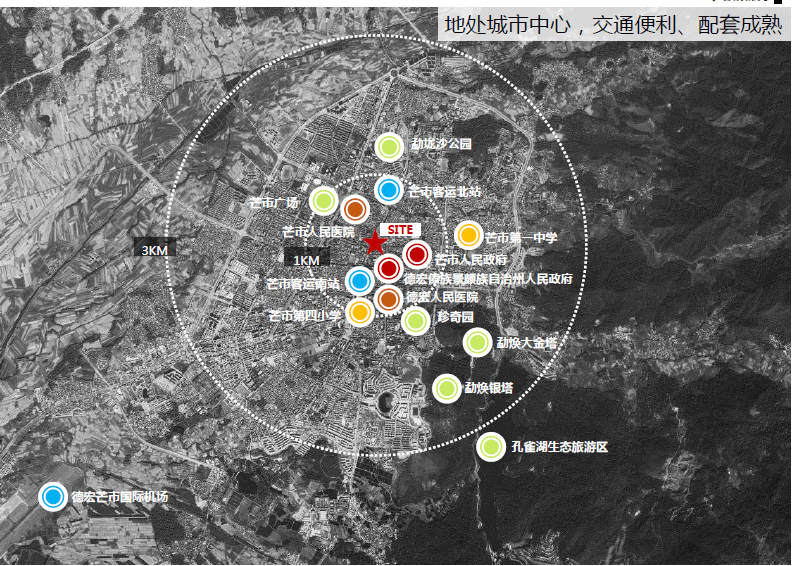 地处城市中心，交通便利、配套成熟
勐垅沙公园
芒市客运北站
芒市广场
芒市人民医院
SITE
芒市第一中学
3KM
1KM
芒市人民政府
德宏傣族景颇族自治州人民政府
芒市客运南站
德宏人民医院
芒市第四小学
珍奇园
勐焕大金塔
勐焕银塔
孔雀湖生态旅游区
德宏芒市国际机场